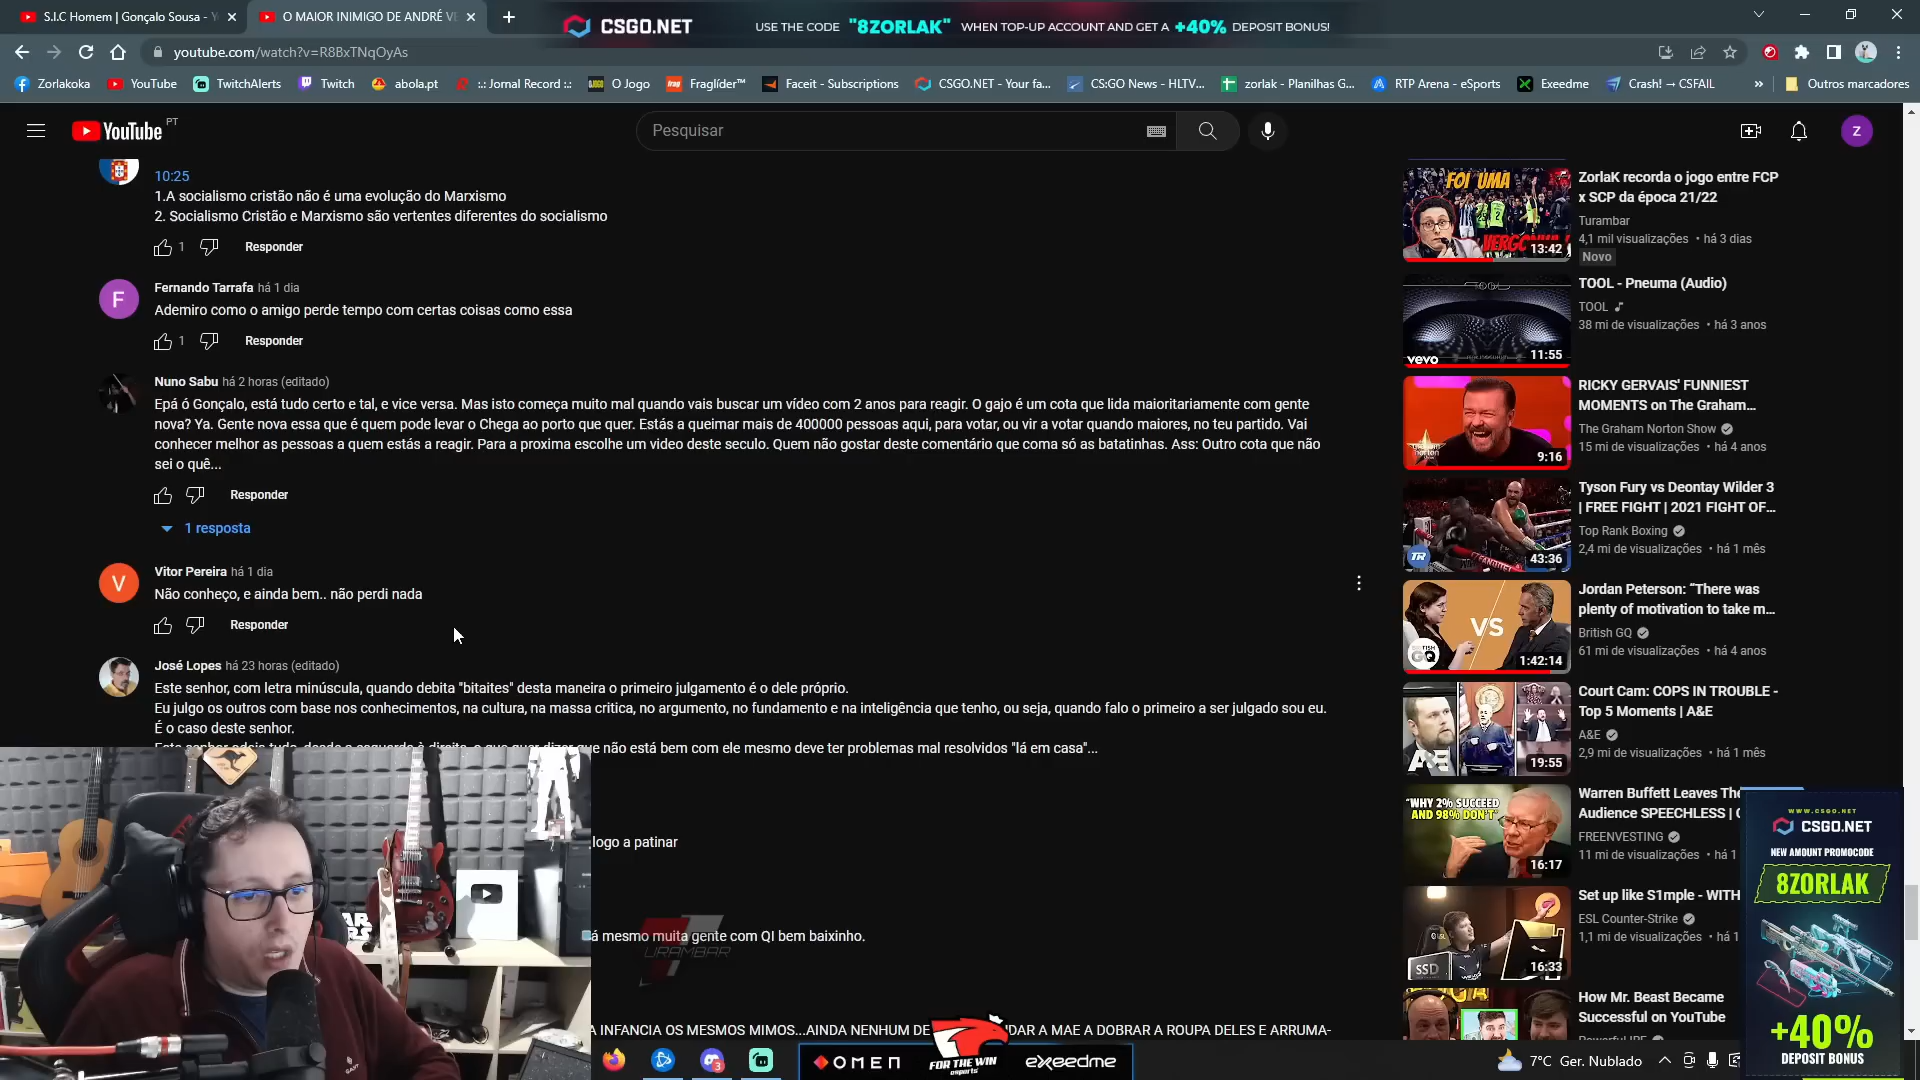 S.I.C Homem | Gonçalo Sousa - Y
O MAIOR INIMIGO DE ANDRÉ VE
CSGO.NET
USE THE CODE "8ZORLAK" WHEN TOP-UP ACCOUNT AND GET A +40% DEPOSIT BONUS!
youtube.com/watch?v=R8BxTNqOyAs
Zorlakoka
YouTube
TwitchAlerts
Twitch
abola.pt
::: Jornal Record :::
O Jogo
Fraglíder™
Faceit - Subscriptions
CSGO.NET - Your fa...
CS:GO News - HLTV...
zorlak - Planilhas G...
RTP Arena - eSports
Exeedme
Crash! → CSFAIL
»
Outros marcadores
YouTube PT
Pesquisar
Z
10:25
1.A socialismo cristão não é uma evolução do Marxismo
2. Socialismo Cristão e Marxismo são vertentes diferentes do socialismo
1 Responder
F
Fernando Tarrafa há 1 dia
Ademiro como o amigo perde tempo com certas coisas como essa
1 Responder
Nuno Sabu há 2 horas (editado)
Epá ó Gonçalo, está tudo certo e tal, e vice versa. Mas isto começa muito mal quando vais buscar um vídeo com 2 anos para reagir. O gajo é um cota que lida maioritariamente com gente
nova? Ya. Gente nova essa que é quem pode levar o Chega ao porto que quer. Estás a queimar mais de 400000 pessoas aqui, para votar, ou vir a votar quando maiores, no teu partido. Vai
conhecer melhor as pessoas a quem estás a reagir. Para a proxima escolhe um video deste seculo. Quem não gostar deste comentário que coma só as batatinhas. Ass: Outro cota que não
sei o quê...
Responder
1 resposta
V
Vitor Pereira há 1 dia
Não conheço, e ainda bem.. não perdi nada
Responder
José Lopes há 23 horas (editado)
Este senhor, com letra minúscula, quando debita "bitaites" desta maneira o primeiro julgamento é o dele próprio.
Eu julgo os outros com base nos conhecimentos, na cultura, na massa critica, no argumento, no fundamento e na inteligência que tenho, ou seja, quando falo o primeiro a ser julgado sou eu.
É o caso deste senhor.
que não está bem com ele mesmo deve ter problemas mal resolvidos "lá em casa"...
logo a patinar
á mesmo muita gente com QI bem baixinho.
URAMBAR
A INFANCIA OS MESMOS MIMOS...AINDA NENHUM DE
DAR A MAE A DOBRAR A ROUPA DELES E ARRUMA-
FOI UMA
VERGONHA
13:42
ZorlaK recorda o jogo entre FCP
x SCP da época 21/22
Turambar
4,1 mil visualizações • há 3 dias
Novo
TOOL
vevo
11:55
TOOL - Pneuma (Audio)
TOOL
38 mi de visualizações • há 3 anos
9:16
RICKY GERVAIS' FUNNIEST
MOMENTS on The Graham...
The Graham Norton Show
15 mi de visualizações • há 4 anos
TR
43:36
Tyson Fury vs Deontay Wilder 3
| FREE FIGHT | 2021 FIGHT OF...
Top Rank Boxing
2,4 mi de visualizações • há 1 mês
VS
BRITISH
GQ
1:42:14
Jordan Peterson: “There was
plenty of motivation to take m...
British GQ
61 mi de visualizações • há 4 anos
A&E
19:55
Court Cam: COPS IN TROUBLE -
Top 5 Moments | A&E
A&E
2,9 mi de visualizações • há 1 mês
"WHY 2% SUCCEED
AND 98% DON'T"
16:17
Warren Buffett Leaves The
Audience SPEECHLESS |
FREENVESTING
11 mi de visualizações • há 1
SSD
16:33
Set up like S1mple - WITH
ESL Counter-Strike
1,1 mi de visualizações • há 1
How Mr. Beast Became
Successful on YouTube
WWW.CSGO.NET
CSGO.NET
NEW AMOUNT PROMOCODE
8ZORLAK
+40%
DEPOSIT BONUS
STAR
WARS
3
OMEN
FOR THE WIN
esports
exeedme
7°C Ger. Nublado